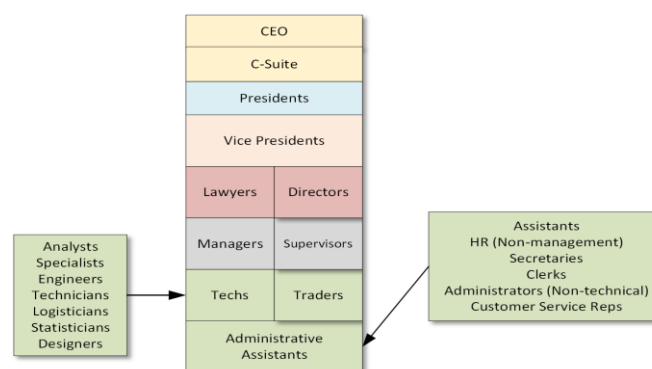 CEO
C-Suite
Presidents
Vice Presidents
Lawyers
Directors
Managers
Supervisors
Techs
Traders
Administrative
Assistants
Analysts
Specialists
Engineers
Technicians
Logisticians
Statisticians
Designers
Assistants
HR (Non-management)
Secretaries
Clerks
Administrators (Non-technical)
Customer Service Reps